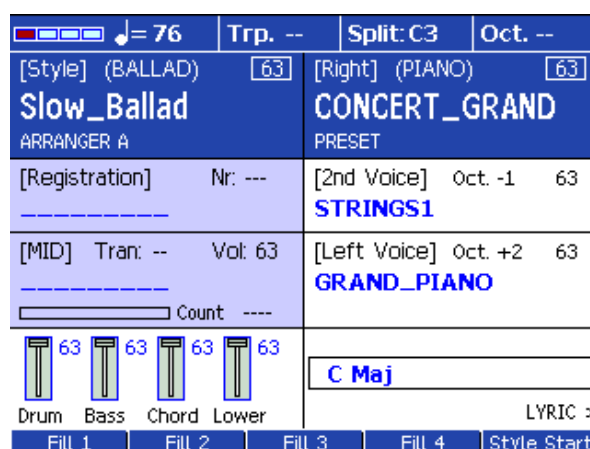 ♩= 76 Trp. -- Split: C3 Oct. --
[Style] (BALLAD) 63
Slow_Ballad
ARRANGER A
[Right] (PIANO) 63
CONCERT_GRAND
PRESET
[Registration] Nr: ---
_________
[2nd Voice] Oct. -1 63
STRINGS1
[MID] Tran: -- Vol: 63
_________
Count ----
[Left Voice] Oct. +2 63
GRAND_PIANO
63 63 63 63
Drum Bass Chord Lower
C Maj
LYRIC >
Fill 1 Fill 2 Fill 3 Fill 4 Style Start